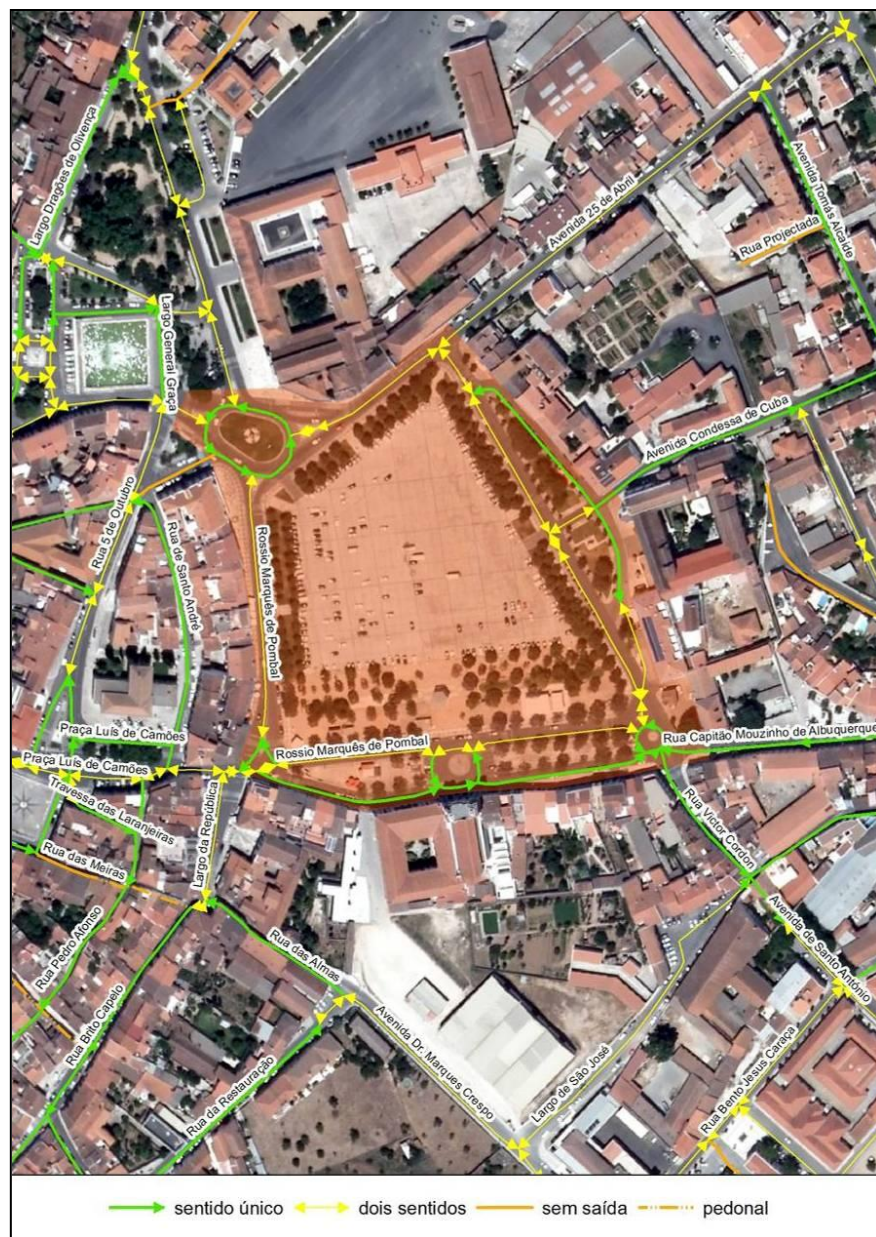 Largo Dragões de Olivença
Avenida 25 de Abril
Avenida Tomás Alcaide
Rua Projectada
Largo General Graça
Avenida Condessa de Cuba
Rua 5 de Outubro
Rua de Santo André
Rossio Marquês de Pombal
Praça Luís de Camões
Rossio Marquês de Pombal
Rua Capitão Mouzinho de Albuquerque
Praça Luís de Camões
Travessa das Laranjeiras
Largo da República
Rua Victor Cordon
Rua das Meiras
Rua Pedro Afonso
Rua das Almas
Avenida de Santo António
Rua Brito Capelo
Avenida Dr. Marques Crespo
Rua da Restauração
Largo de São José
Rua Bento Jesus Caraça
sentido único
dois sentidos
sem saída
pedonal